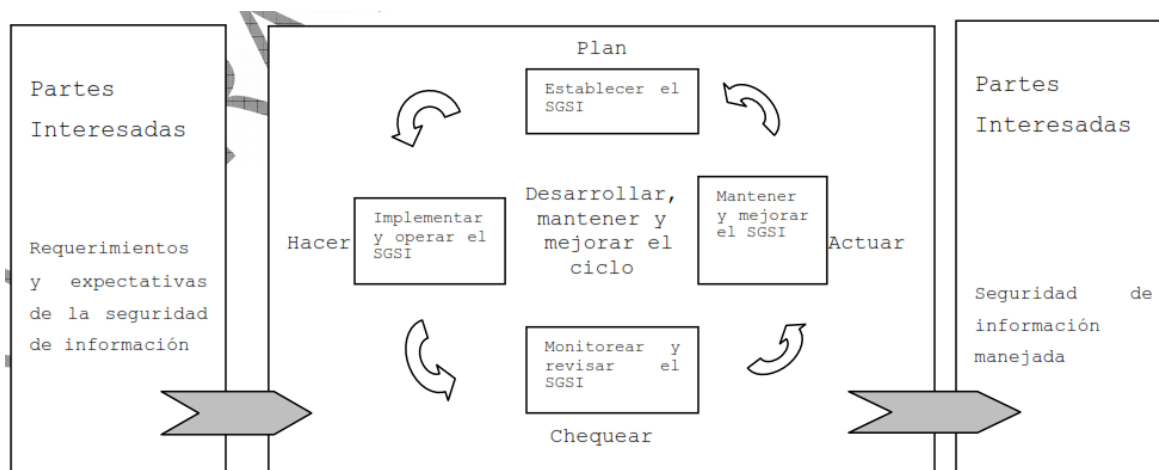 Partes
Interesadas
Requerimientos
y expectativas
de la seguridad
de información
Plan
Establecer el
SGSI
Hacer
Implementar
y operar el
SGSI
Desarrollar,
mantener y
mejorar el
ciclo
Mantener
y mejorar
el SGSI
Actuar
Monitorear y
revisar el
SGSI
Chequear
Partes
Interesadas
Seguridad de
información
manejada